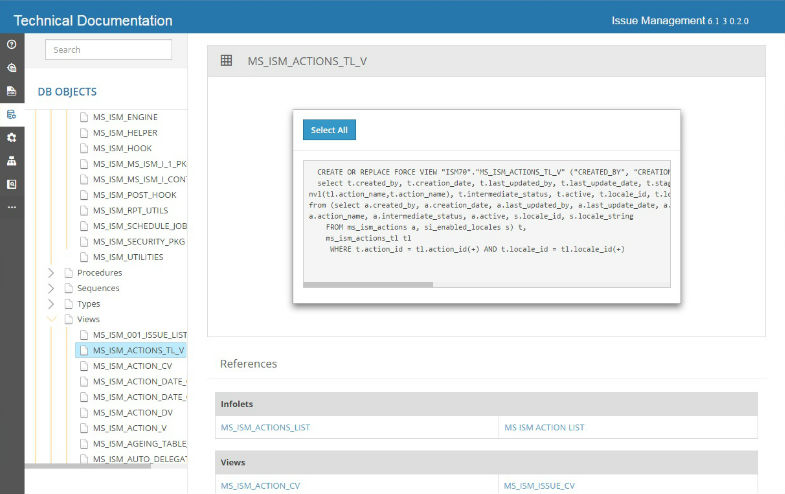 Technical Documentation
Issue Management 6 1 3 0.2.0
Search
DB OBJECTS
MS_ISM_ENGINE
MS_ISM_HELPER
MS_ISM_HOOK
MS_ISM_MS_ISM_I_1_PK
MS_ISM_MS_ISM_I_CON
MS_ISM_POST_HOOK
MS_ISM_RPT_UTILS
MS_ISM_SCHEDULE_JOB
MS_ISM_SECURITY_PKG
MS_ISM_UTILITIES
Procedures
Sequences
Types
Views
MS_ISM_001_ISSUE_LIST
MS_ISM_ACTIONS_TL_V
MS_ISM_ACTION_CV
MS_ISM_ACTION_DATE_
MS_ISM_ACTION_DATE_
MS_ISM_ACTION_DV
MS_ISM_ACTION_V
MS_ISM_AGEING_TABLE_
MS_ISM_AUTO_DELEGAT
MS_ISM_ACTIONS_TL_V
Select All
CREATE OR REPLACE FORCE VIEW "ISM70"."MS_ISM_ACTIONS_TL_V" ("CREATED_BY", "CREATION
select t.created_by, t.creation_date, t.last_updated_by, t.last_update_date, t.stag
nvl(tl.action_name,t.action_name), t.intermediate_status, t.active, t.locale_id, t.lo
from (select a.created_by, a.creation_date, a.last_updated_by, a.last_update_date, a.
a.action_name, a.intermediate_status, a.active, s.locale_id, s.locale_string
FROM ms_ism_actions a, si_enabled_locales s) t,
ms_ism_actions_tl tl
WHERE t.action_id = tl.action_id(+) AND t.locale_id = tl.locale_id(+)
References
Infolets
MS_ISM_ACTIONS_LIST
MS ISM ACTION LIST
Views
MS_ISM_ACTION_CV
MS_ISM_ISSUE_CV